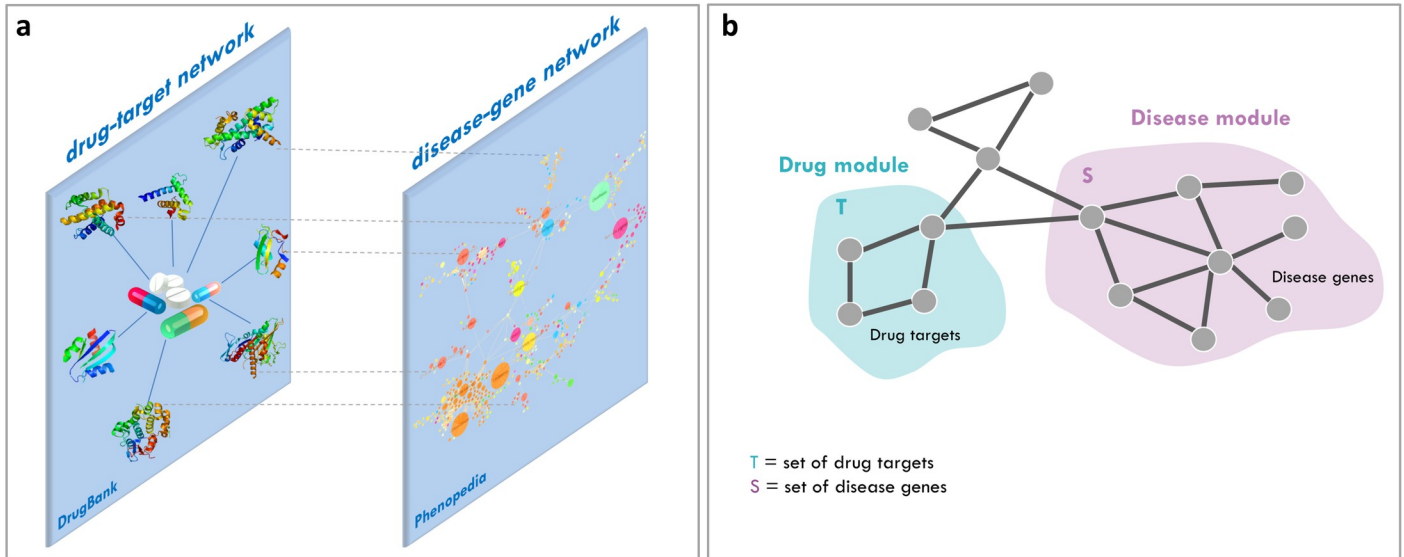 a
drug-target network
disease-gene network
DrugBank
Phenopedia
b
Disease module
Drug module
S
T
Disease genes
Drug targets
T = set of drug targets
S = set of disease genes